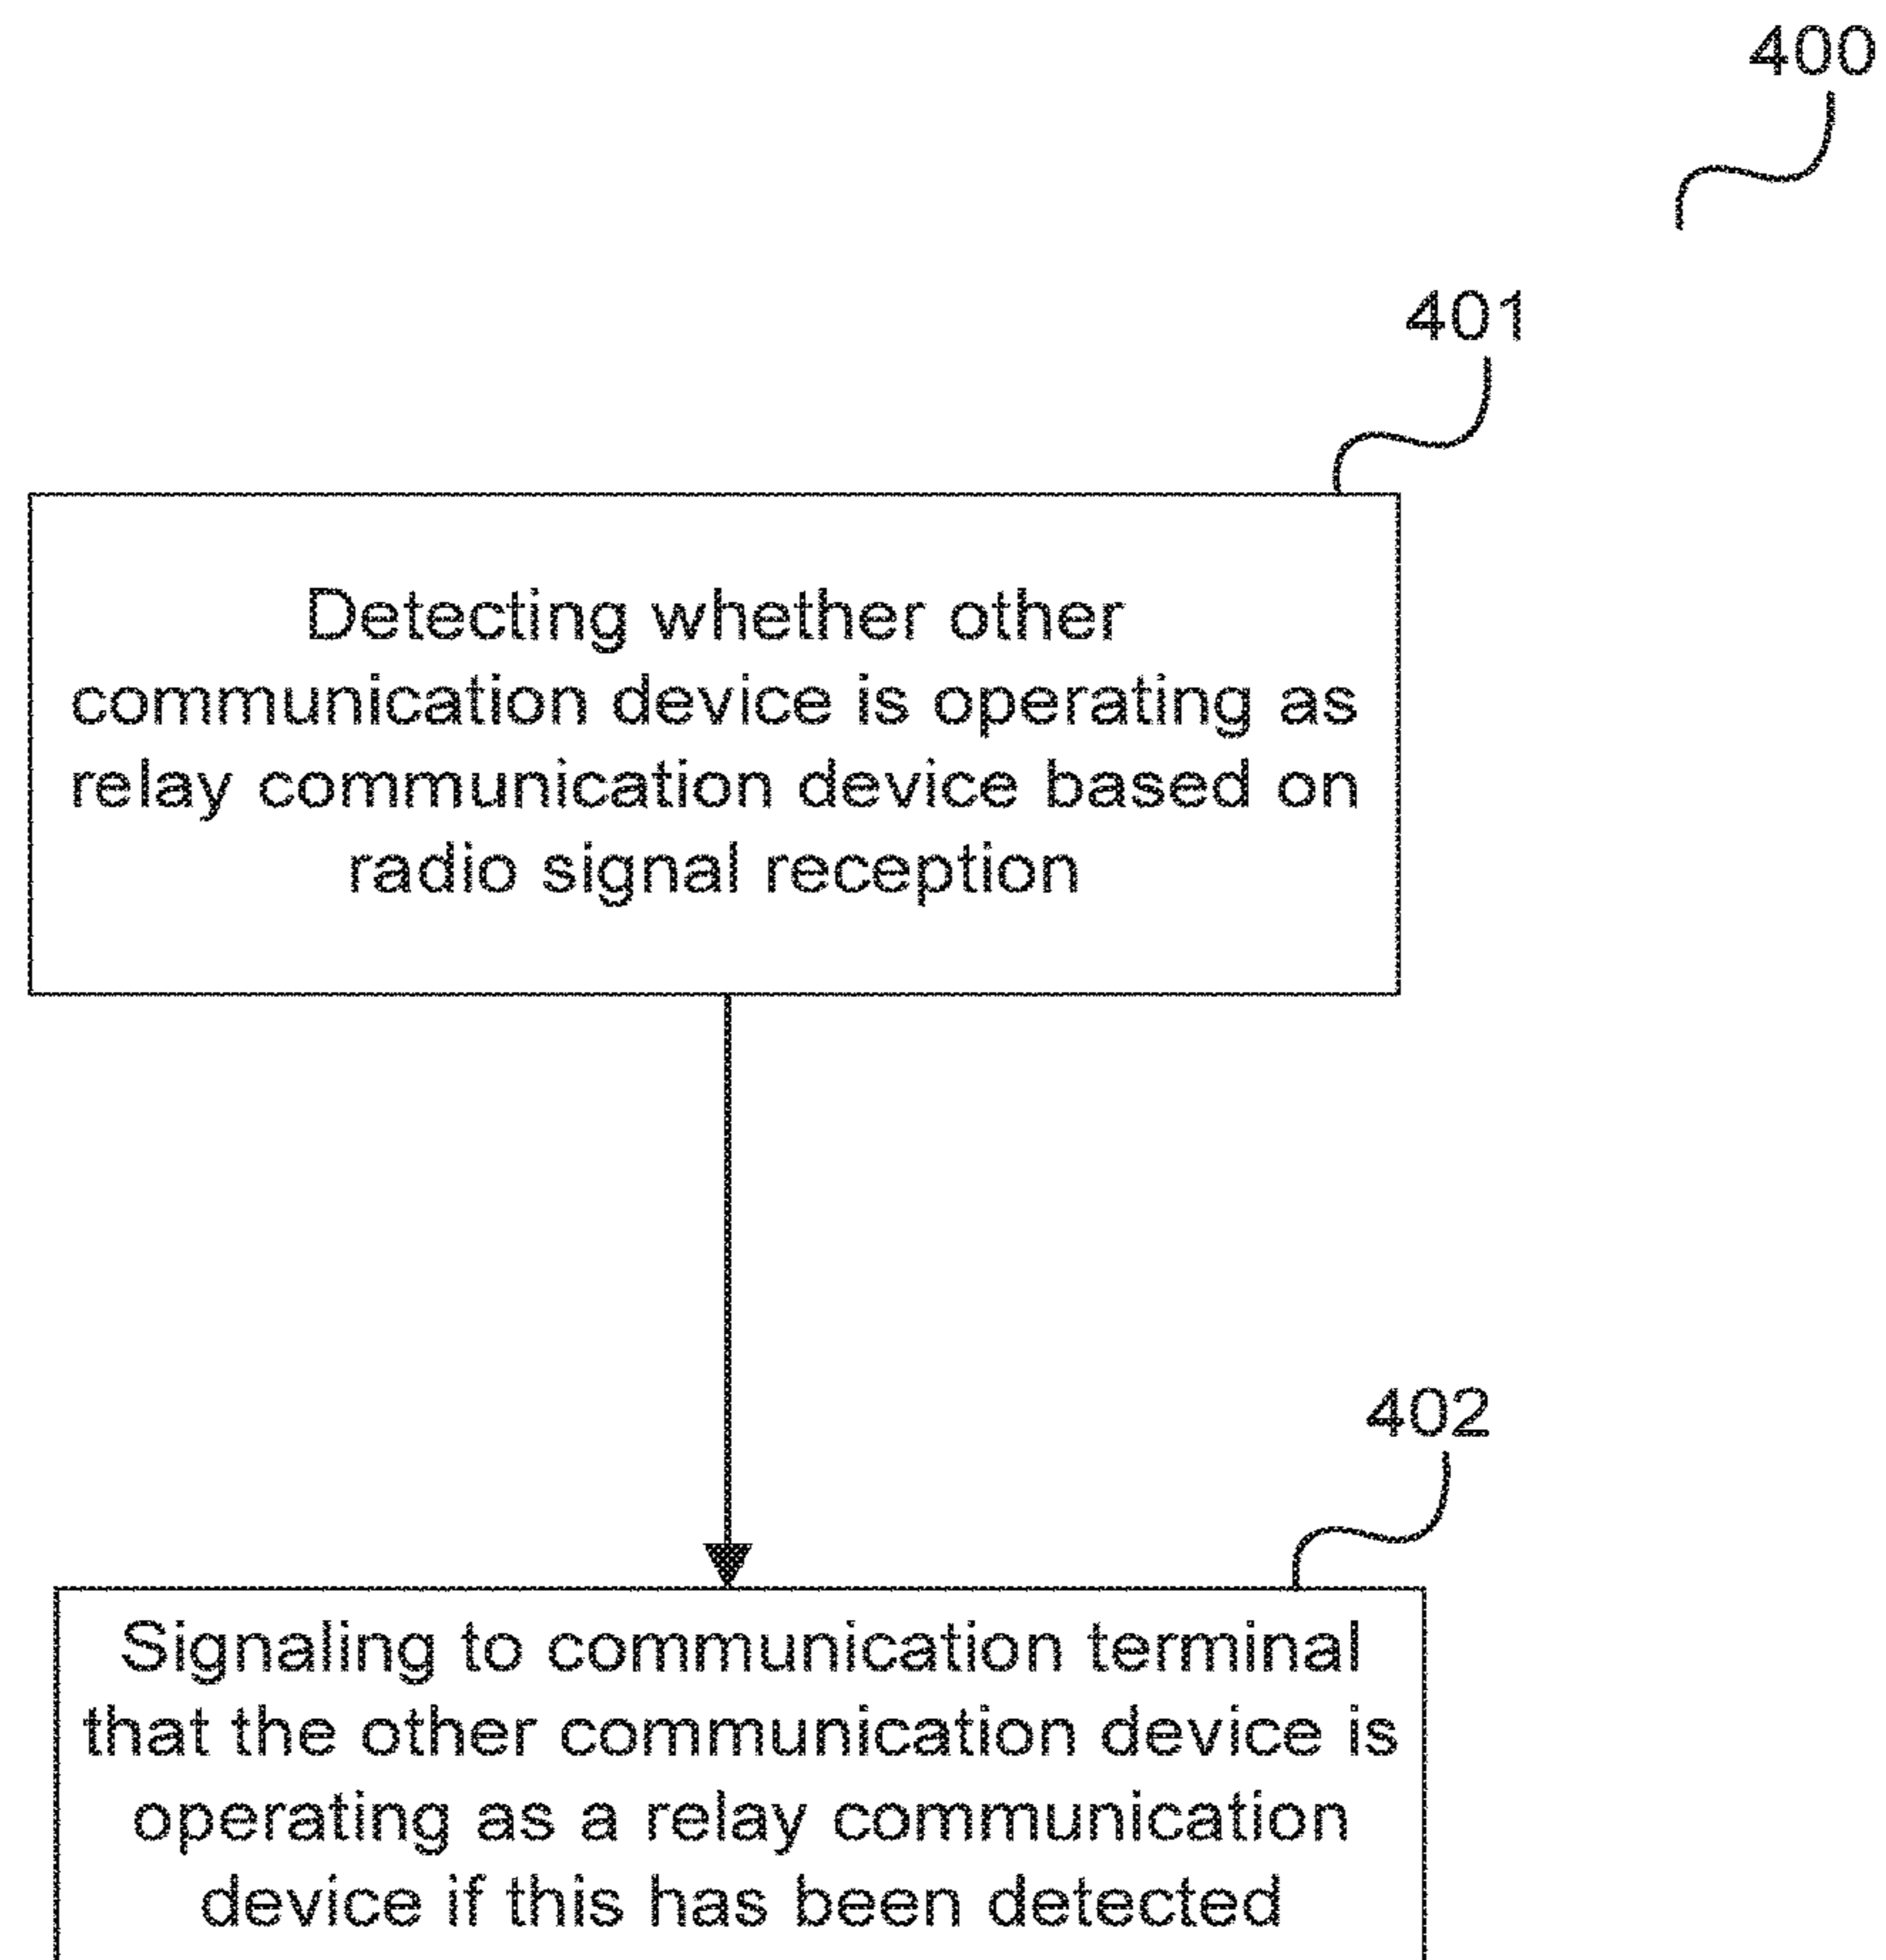 400
401
Detecting whether other
communication device is operating as
relay communication device based on
radio signal reception
402
Signaling to communication terminal
that the other communication device is
operating as a relay communication
device if this has been detected